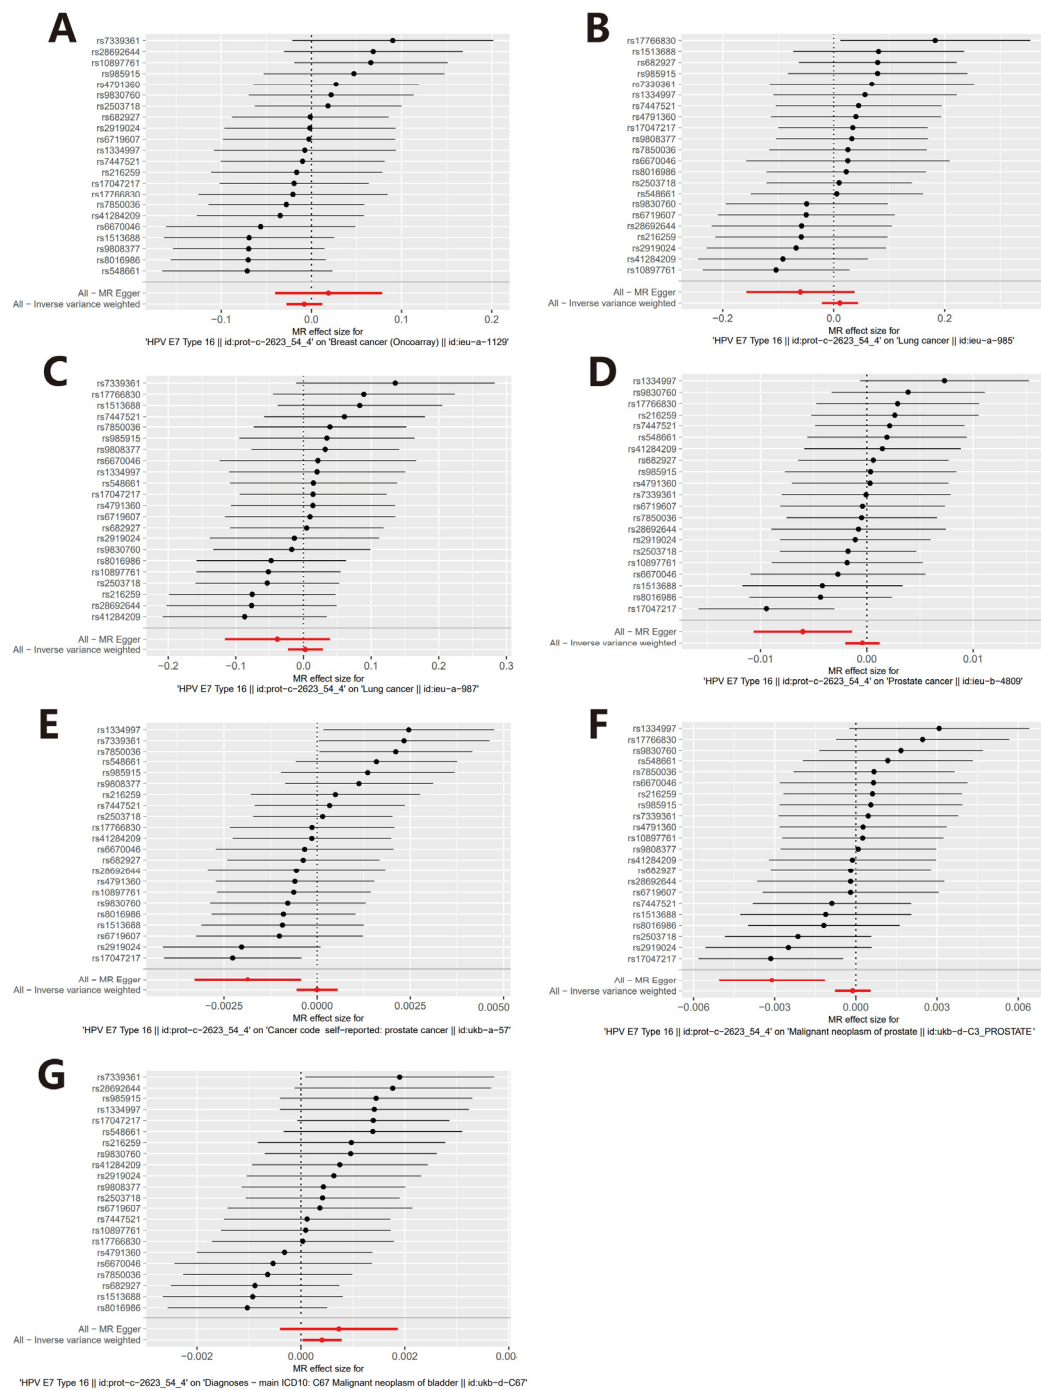 A
rs7339361
rs28692644
rs10897761
rs985915
rs4791360
rs9830760
rs2503718
rs682927
rs2919024
rs6719607
rs1334997
rs7447521
rs216259
rs17047217
rs17766830
rs7850036
rs41284209
rs6670046
rs1513688
rs9808377
rs8016986
rs548661
All − MR Egger
All − Inverse variance weighted
−0.1 0.0 0.1 0.2
MR effect size for
'HPV E7 Type 16 || id:prot-c-2623_54_4' on 'Breast cancer (Oncoarray) || id:ieu-a-1129'
B
rs17766830
rs1513688
rs682927
rs985915
rs7339361
rs1334997
rs7447521
rs4791360
rs17047217
rs9808377
rs7850036
rs6670046
rs8016986
rs2503718
rs548661
rs9830760
rs6719607
rs28692644
rs216259
rs2919024
rs41284209
rs10897761
All − MR Egger
All − Inverse variance weighted
−0.2 0.0 0.2
MR effect size for
'HPV E7 Type 16 || id:prot-c-2623_54_4' on 'Lung cancer || id:ieu-a-985'
C
rs7339361
rs17766830
rs1513688
rs7447521
rs7850036
rs985915
rs9808377
rs6670046
rs1334997
rs548661
rs17047217
rs4791360
rs6719607
rs682927
rs2919024
rs9830760
rs8016986
rs10897761
rs2503718
rs216259
rs28692644
rs41284209
All − MR Egger
All − Inverse variance weighted
−0.2 −0.1 0.0 0.1 0.2 0.3
MR effect size for
'HPV E7 Type 16 || id:prot-c-2623_54_4' on 'Lung cancer || id:ieu-a-987'
D
rs1334997
rs9830760
rs17766830
rs216259
rs7447521
rs548661
rs41284209
rs682927
rs985915
rs4791360
rs7339361
rs6719607
rs7850036
rs28692644
rs2919024
rs2503718
rs10897761
rs6670046
rs1513688
rs8016986
rs17047217
All − MR Egger
All − Inverse variance weighted
−0.01 0.00 0.01
MR effect size for
'HPV E7 Type 16 || id:prot-c-2623_54_4' on 'Prostate cancer || id:ieu-b-4809'
E
rs1334997
rs7339361
rs7850036
rs548661
rs985915
rs9808377
rs216259
rs7447521
rs2503718
rs17766830
rs41284209
rs6670046
rs682927
rs28692644
rs4791360
rs10897761
rs9830760
rs8016986
rs1513688
rs6719607
rs2919024
rs17047217
All − MR Egger
All − Inverse variance weighted
−0.0025 0.0000 0.0025 0.0050
MR effect size for
'HPV E7 Type 16 || id:prot-c-2623_54_4' on 'Cancer code self-reported: prostate cancer || id:ukb-a-57'
F
rs1334997
rs17766830
rs9830760
rs548661
rs7850036
rs6670046
rs216259
rs985915
rs7339361
rs4791360
rs10897761
rs9808377
rs41284209
rs682927
rs28692644
rs6719607
rs7447521
rs1513688
rs8016986
rs2503718
rs2919024
rs17047217
All − MR Egger
All − Inverse variance weighted
−0.006 −0.003 0.000 0.003 0.006
MR effect size for
'HPV E7 Type 16 || id:prot-c-2623_54_4' on 'Malignant neoplasm of prostate || id:ukb-d-C3_PROSTATE'
G
rs7339361
rs28692644
rs985915
rs1334997
rs17047217
rs548661
rs216259
rs9830760
rs41284209
rs2919024
rs9808377
rs2503718
rs6719607
rs7447521
rs10897761
rs17766830
rs4791360
rs6670046
rs7850036
rs682927
rs1513688
rs8016986
All − MR Egger
All − Inverse variance weighted
−0.002 0.000 0.002 0.00
MR effect size for
'HPV E7 Type 16 || id:prot-c-2623_54_4' on 'Diagnoses − main ICD10: C67 Malignant neoplasm of bladder || id:ukb-d-C67'